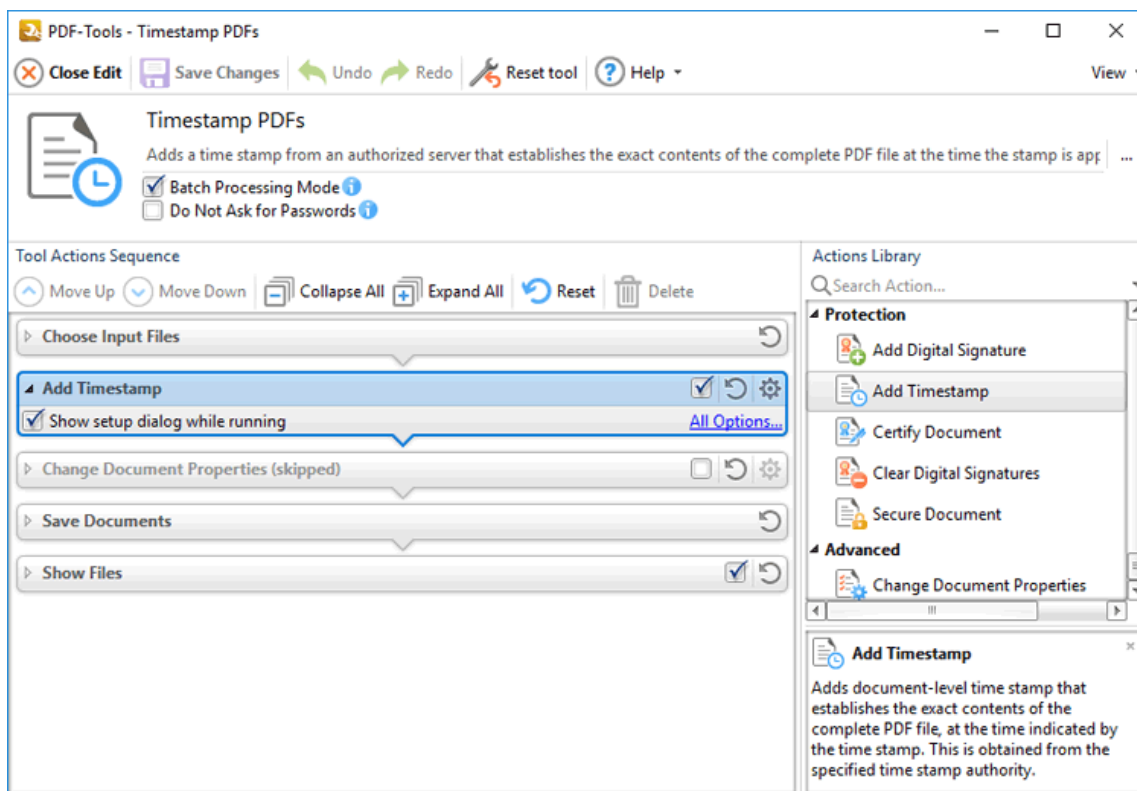 PDF-Tools - Timestamp PDFs
Close Edit Save Changes Undo Redo Reset tool Help View
Timestamp PDFs
Adds a time stamp from an authorized server that establishes the exact contents of the complete PDF file at the time the stamp is app ...
Batch Processing Mode
Do Not Ask for Passwords
Tool Actions Sequence
Move Up Move Down Collapse All Expand All Reset Delete
Choose Input Files
Add Timestamp
Show setup dialog while running All Options...
Change Document Properties (skipped)
Save Documents
Show Files
Actions Library
Search Action...
Protection
Add Digital Signature
Add Timestamp
Certify Document
Clear Digital Signatures
Secure Document
Advanced
Change Document Properties
Add Timestamp
Adds document-level time stamp that
establishes the exact contents of the
complete PDF file, at the time indicated by
the time stamp. This is obtained from the
specified time stamp authority.